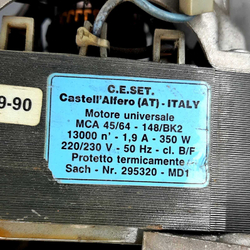 C.E.SET.
Castell'Alfero (AT) - ITALY
Motore universale
MCA 45/64 - 148/BK2
13000 n' - 1,9 A - 350 W
220/230 V - 50 Hz - cl. B/F
Protetto termicamente
Sach - Nr. 295320 - MD1
9-90